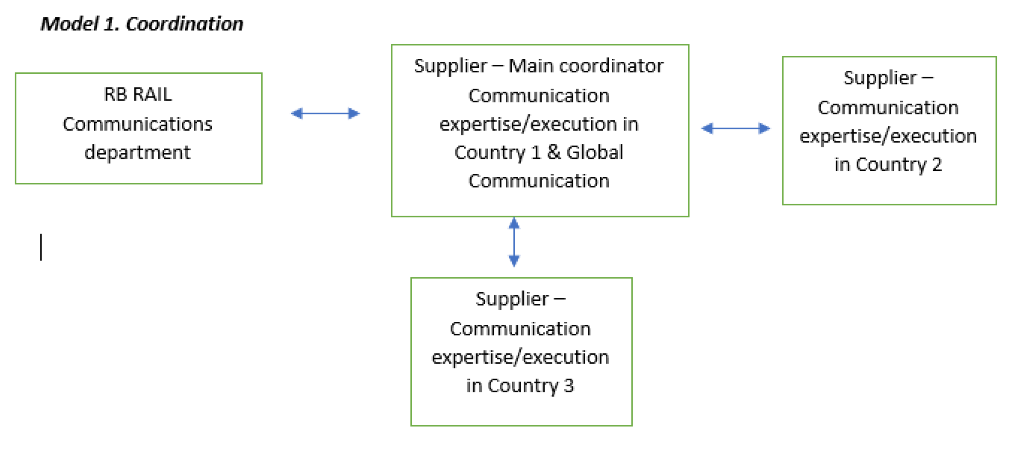 Model 1. Coordination
RB RAIL
Communications
department
Supplier – Main coordinator
Communication
expertise/execution in
Country 1 & Global
Communication
Supplier –
Communication
expertise/execution
in Country 2
Supplier –
Communication
expertise/execution
in Country 3